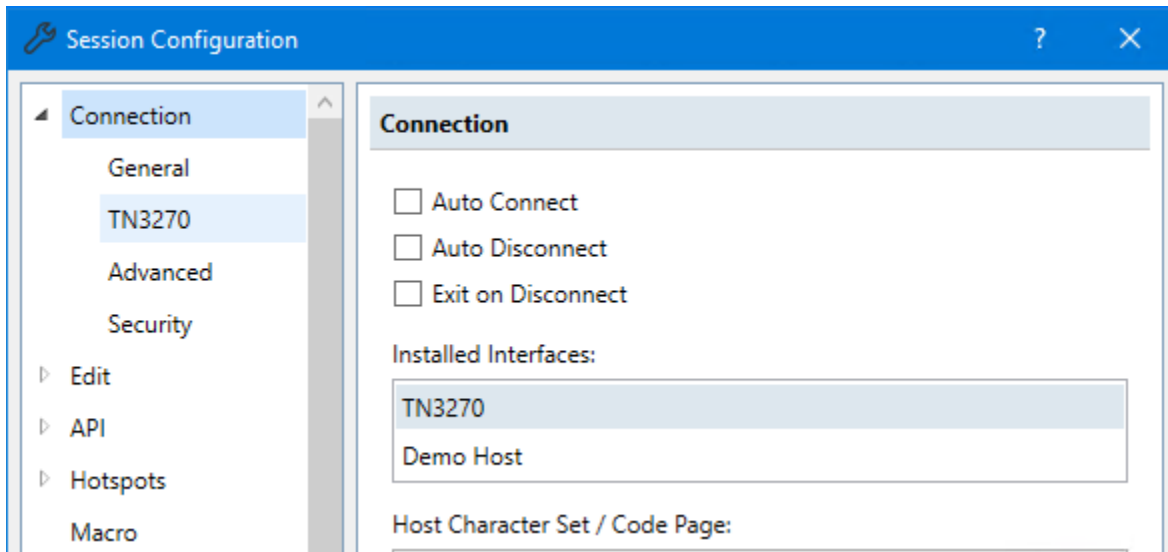 Session Configuration
?
Connection
General
TN3270
Advanced
Security
Edit
API
Hotspots
Macro
Connection
Auto Connect
Auto Disconnect
Exit on Disconnect
Installed Interfaces:
TN3270
Demo Host
Host Character Set / Code Page: